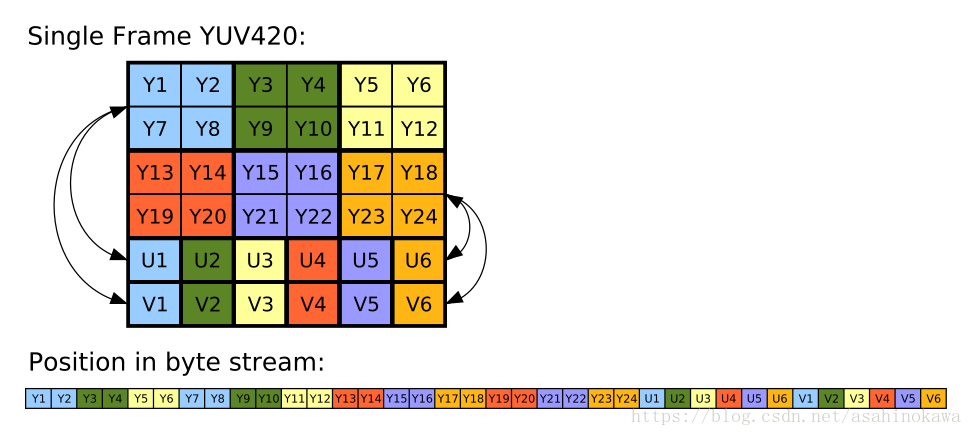 Single Frame YUV420:
Y1 Y2 Y3 Y4 Y5 Y6
Y7 Y8 Y9 Y10 Y11 Y12
Y13 Y14 Y15 Y16 Y17 Y18
Y19 Y20 Y21 Y22 Y23 Y24
U1 U2 U3 U4 U5 U6
V1 V2 V3 V4 V5 V6
Position in byte stream:
Y1 Y2 Y3 Y4 Y5 Y6 Y7 Y8 Y9 Y10 Y11 Y12 Y13 Y14 Y15 Y16 Y17 Y18 Y19 Y20 Y21 Y22 Y23 Y24 U1 U2 U3 U4 U5 U6 V1 V2 V3 V4 V5 V6
https://blog.csdn.net/asahinokawa